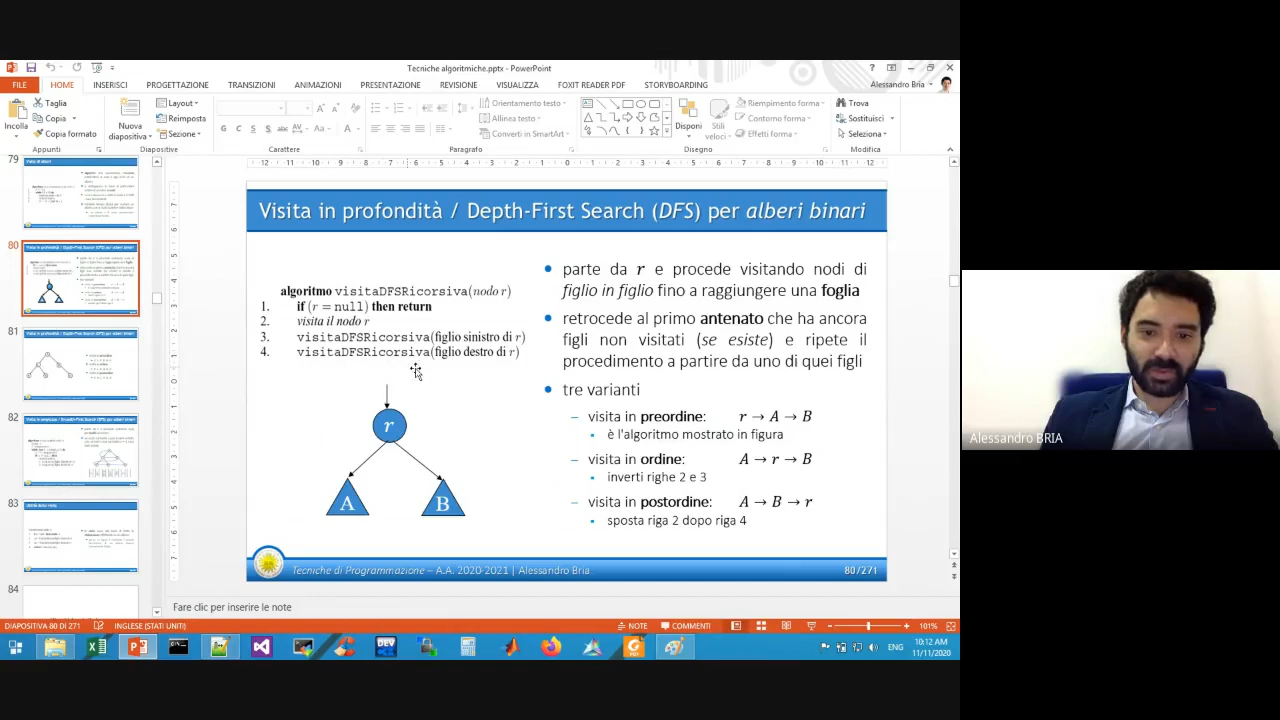 Tecniche algoritmiche.pptx - PowerPoint
FILE HOME INSERISCI PROGETTAZIONE TRANSIZIONI ANIMAZIONI PRESENTAZIONE REVISIONE VISUALIZZA FOXIT READER PDF STORYBOARDING Alessandro Bria
Incolla
Taglia
Copia
Copia formato
Appunti
Nuova
diapositiva
Layout
Reimposta
Sezione
Diapositive
Carattere
Orientamento testo
Allinea testo
Converti in SmartArt
Paragrafo
Disponi
Stili
veloci
Riempimento forma
Contorno forma
Effetti forma
Disegno
Trova
Sostituisci
Seleziona
Modifica
79
80
81
82
83
84
Visita in profondità / Depth-First Search (DFS) per alberi binari
algoritmo visitaDFSRicorsiva(nodo r)
1. if (r = null) then return
2. visita il nodo r
3. visitaDFSRicorsiva(figlio sinistro di r)
4. visitaDFSRicorsiva(figlio destro di r)
r
A B
• parte da r e procede visitando nodi di
figlio in figlio fino a raggiungere una foglia
• retrocede al primo antenato che ha ancora
figli non visitati (se esiste) e ripete il
procedimento a partire da uno di quei figli
• tre varianti
– visita in preordine: r → A → B
▪ è l'algoritmo mostrato in figura
– visita in ordine: A → r → B
▪ inverti righe 2 e 3
– visita in postordine: A → B → r
▪ sposta riga 2 dopo riga 4
Tecniche di Programmazione – A.A. 2020-2021 | Alessandro Bria 80/271
Fare clic per inserire le note
DIAPOSITIVA 80 DI 271 INGLESE (STATI UNITI) NOTE COMMENTI 101%
ENG
10:12 AM
11/11/2020
Alessandro BRIA